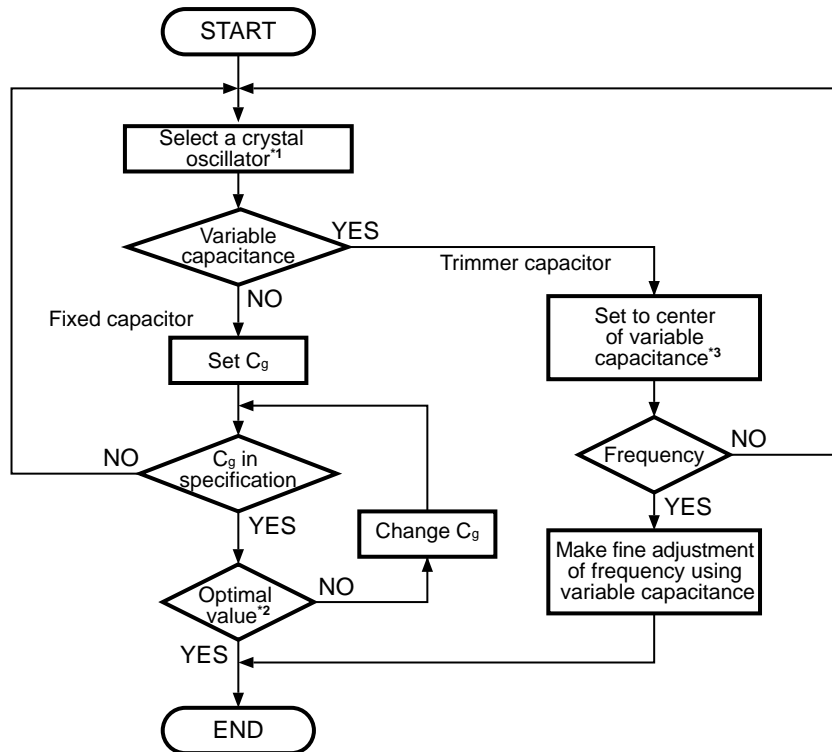 START
Select a crystal
oscillator*1
Variable
capacitance
YES
Trimmer capacitor
NO
Fixed capacitor
Set Cg
Set to center
of variable
capacitance*3
NO
Cg in
specification
YES
Change Cg
Frequency
NO
YES
Make fine adjustment
of frequency using
variable capacitance
Optimal
value*2
NO
YES
END